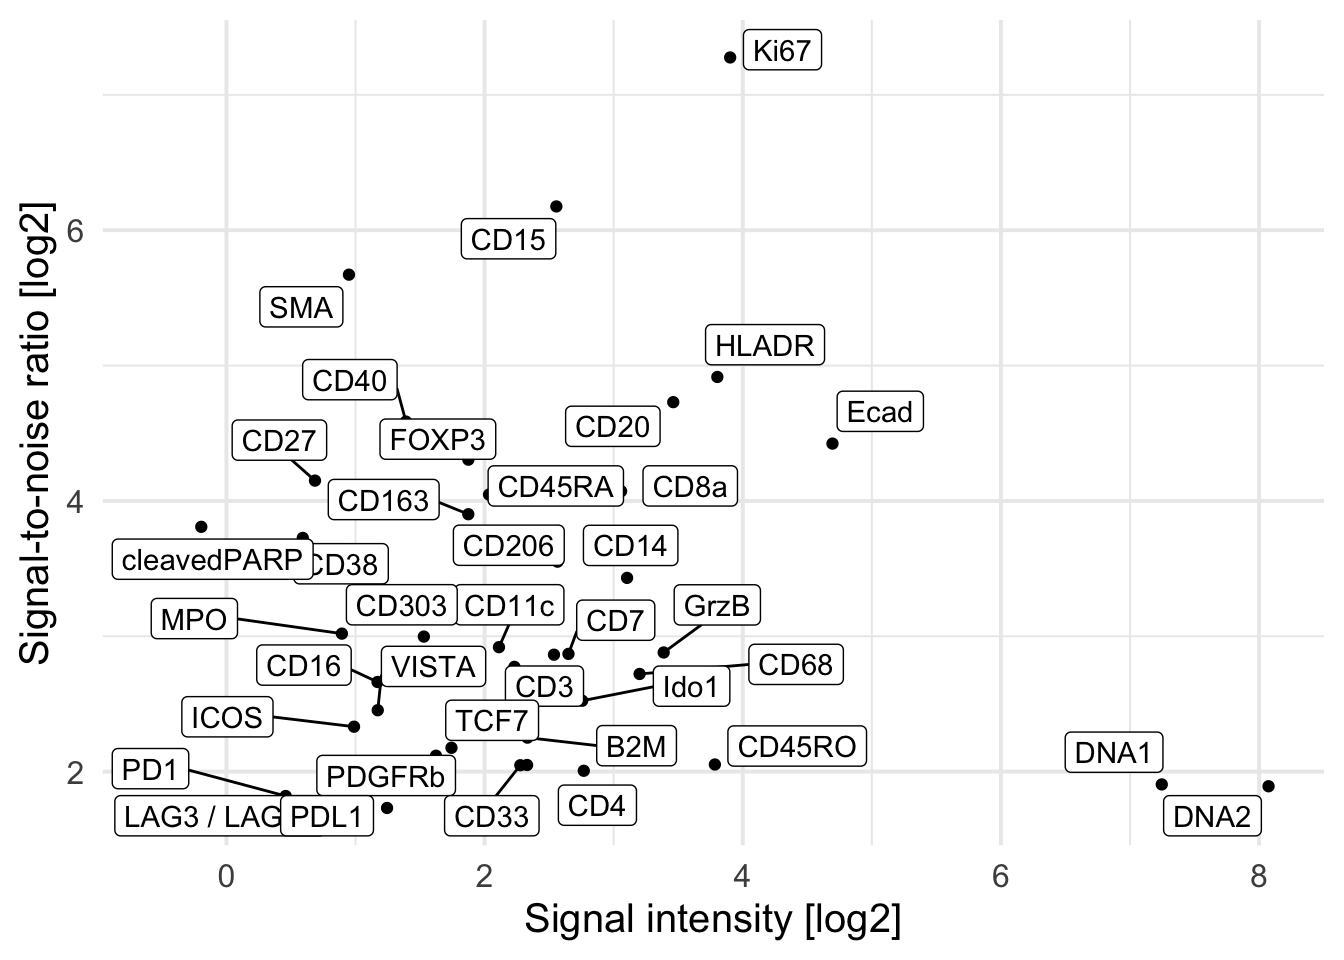 Ki67
CD15
6
SMA
HLADR
CD40
Ecad
CD20
FOXP3
CD27
CD45RA
CD8a
CD163
4
CD206
CD14
cleavedPARP
CD38
CD303
CD11c
GrzB
MPO
CD7
CD16
VISTA
CD68
CD3
Ido1
ICOS
TCF7
B2M
CD45RO
DNA1
PD1
PDGFRb
2
CD4
LAG3 / LAG
PDL1
CD33
DNA2
0
2
4
6
8
Signal intensity [log2]
Signal-to-noise ratio [log2]